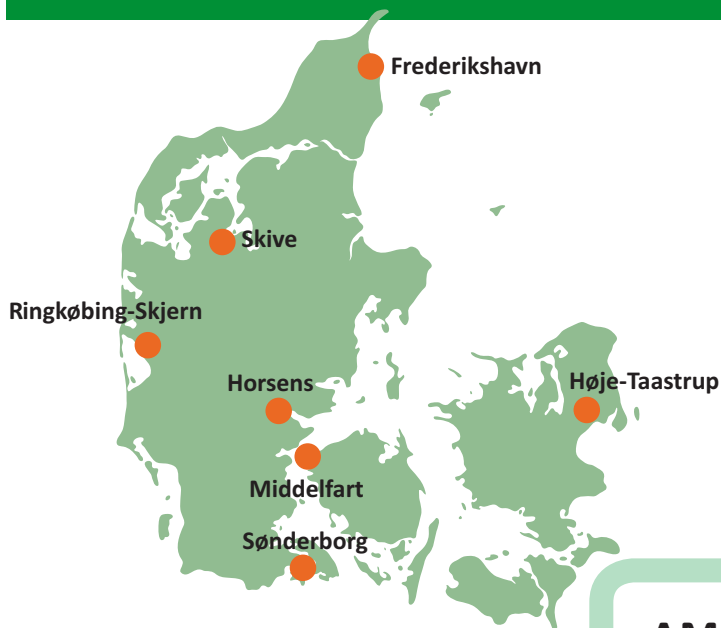 Frederikshavn
Skive
Ringkøbing-Skjern
Høje-Taastrup
Horsens
Middelfart
Sønderborg